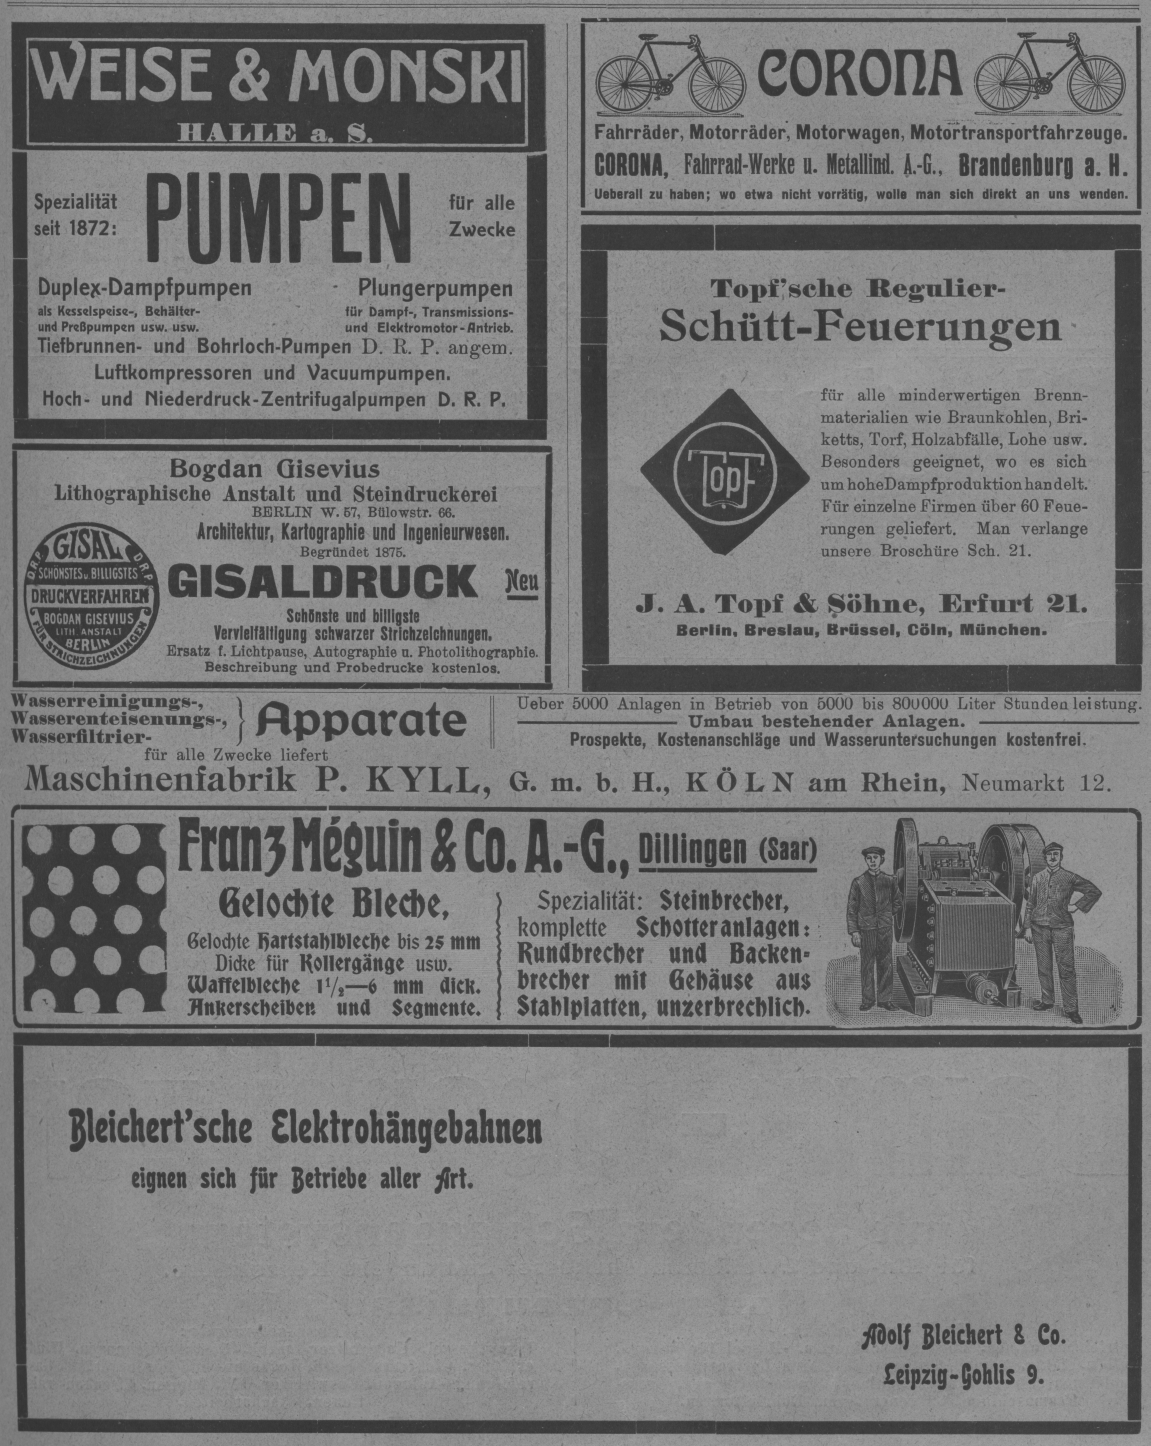 WEISE & MONSKI
HALLE a. S.
Spezialität
seit 1872:
PUMPEN
für alle
Zwecke
Duplex-Dampfpumpen
als Kesselspeise-, Behälter-
und Preßpumpen usw. usw.
Plungerpumpen
für Dampf-, Transmissions-
und Elektromotor-Antrieb.
Tiefbrunnen- und Bohrloch-Pumpen D. R. P. angem.
Luftkompressoren und Vacuumpumpen.
Hoch- und Niederdruck-Zentrifugalpumpen D. R. P.
CORONA
Fahrräder, Motorräder, Motorwagen, Motortransportfahrzeuge.
CORONA, Fahrrad-Werke u. Metallind. A.-G., Brandenburg a. H.
Ueberall zu haben; wo etwa nicht vorrätig, wolle man sich direkt an uns wenden.
Topf'sche Regulier-
Schütt-Feuerungen
TOPF
für alle minderwertigen Brenn-
materialien wie Braunkohlen, Bri-
ketts, Torf, Holzabfälle, Lohe usw.
Besonders geeignet, wo es sich
um hohe Dampfproduktion handelt.
Für einzelne Firmen über 60 Feue-
rungen geliefert. Man verlange
unsere Broschüre Sch. 21.
J. A. Topf & Söhne, Erfurt 21.
Berlin, Breslau, Brüssel, Cöln, München.
Bogdan Gisevius
Lithographische Anstalt und Steindruckerei
BERLIN W. 57, Bülowstr. 66.
Architektur, Kartographie und Ingenieurwesen.
Begründet 1875.
GISALDRUCK Neu
Schönste und billigste
Vervielfältigung schwarzer Strichzeichnungen.
Ersatz f. Lichtpause, Autographie u. Photolithographie.
Beschreibung und Probedrucke kostenlos.
D.R.P. GISAL D.R.P.
SCHÖNSTES u. BILLIGSTES
DRUCKVERFAHREN
BOGDAN GISEVIUS
LITH. ANSTALT
BERLIN
FÜR STRICHZEICHNUNGEN
Wasserreinigungs-,
Wasserenteisenungs-,
Wasserfiltrier-
Apparate
für alle Zwecke liefert
Ueber 5000 Anlagen in Betrieb von 5000 bis 800000 Liter Stundenleistung.
Umbau bestehender Anlagen.
Prospekte, Kostenanschläge und Wasseruntersuchungen kostenfrei.
Maschinenfabrik P. KYLL, G. m. b. H., KÖLN am Rhein, Neumarkt 12.
Franz Méguin & Co. A.-G., Dillingen (Saar)
Gelochte Bleche,
Gelochte Hartstahlbleche bis 25 mm
Dicke für Kollergänge usw.
Waffelbleche 1 1/2—6 mm dick.
Ankerscheiben und Segmente.
Spezialität: Steinbrecher,
komplette Schotteranlagen:
Rundbrecher und Backen-
brecher mit Gehäuse aus
Stahlplatten, unzerbrechlich.
Bleichert'sche Elektrohängebahnen
eignen sich für Betriebe aller Art.
Adolf Bleichert & Co.
Leipzig-Gohlis 9.